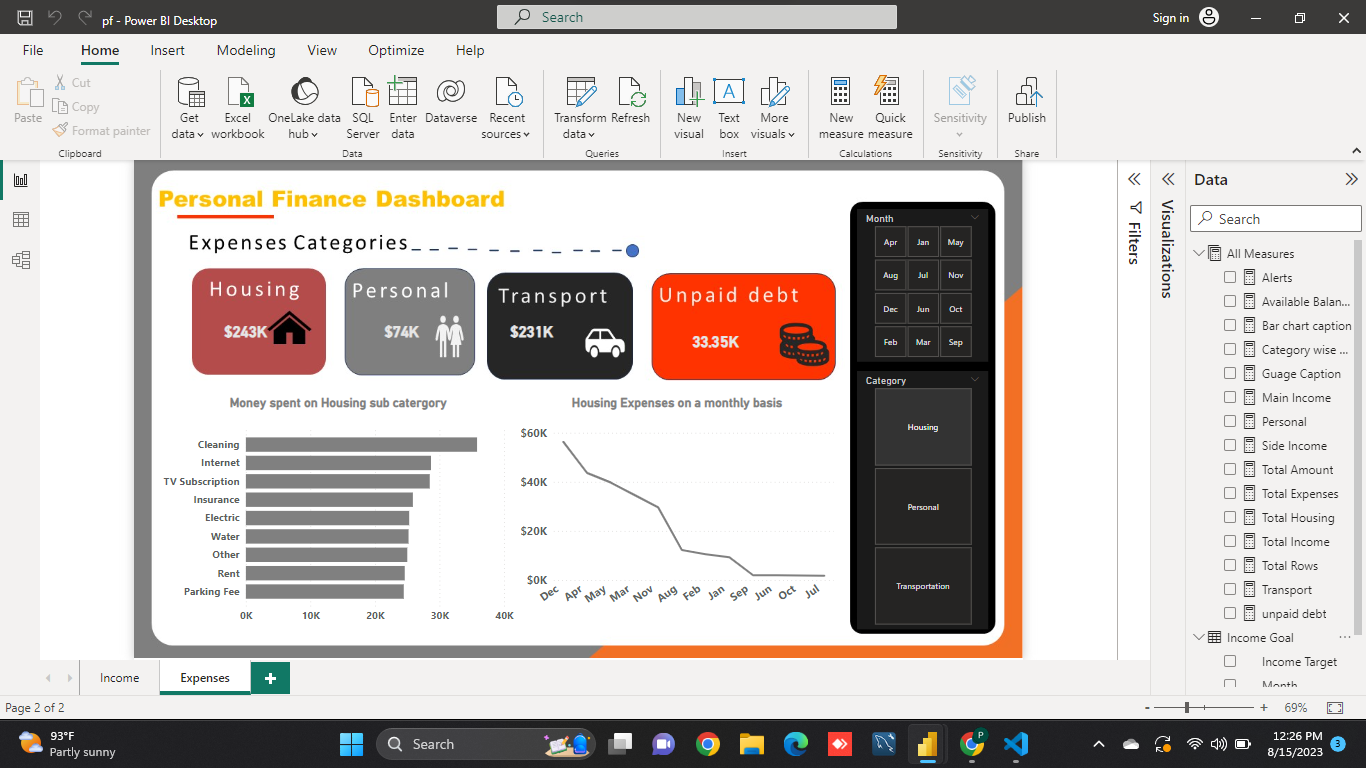 pf - Power BI Desktop
Search
Sign in
File Home Insert Modeling View Optimize Help
Paste
Cut
Copy
Format painter
Clipboard
Get data
Excel workbook
OneLake data hub
SQL Server
Enter data
Dataverse
Recent sources
Data
Transform data
Refresh
Queries
New visual
Text box
More visuals
Insert
New measure
Quick measure
Calculations
Sensitivity
Sensitivity
Publish
Share
Personal Finance Dashboard
Expenses Categories
Housing
$243K
Personal
$74K
Transport
$231K
Unpaid debt
33.35K
Money spent on Housing sub catergory
Cleaning
Internet
TV Subscription
Insurance
Electric
Water
Other
Rent
Parking Fee
0K 10K 20K 30K 40K
Housing Expenses on a monthly basis
$60K
$40K
$20K
$0K
Dec Apr May Mar Nov Aug Feb Jan Sep Jun Oct Jul
Month
Apr Jan May
Aug Jul Nov
Dec Jun Oct
Feb Mar Sep
Category
Housing
Personal
Transportation
Filters
Visualizations
Data
Search
All Measures
Alerts
Available Balan...
Bar chart caption
Category wise ...
Guage Caption
Main Income
Personal
Side Income
Total Amount
Total Expenses
Total Housing
Total Income
Total Rows
Transport
unpaid debt
Income Goal
Income Target
Month
Income Expenses
Page 2 of 2
- + 69%
93°F
Partly sunny
Search
P
12:26 PM
8/15/2023
3